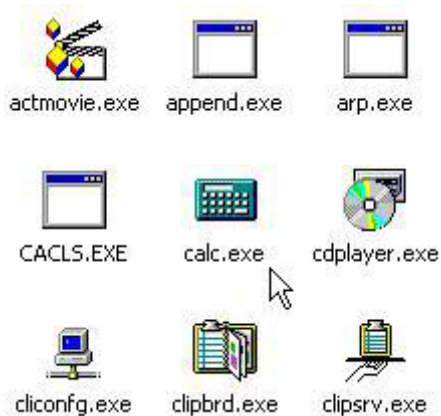 actmovie.exe append.exe arp.exe
CACLS.EXE calc.exe cdplayer.exe
cliconfg.exe clipbrd.exe clipsrv.exe